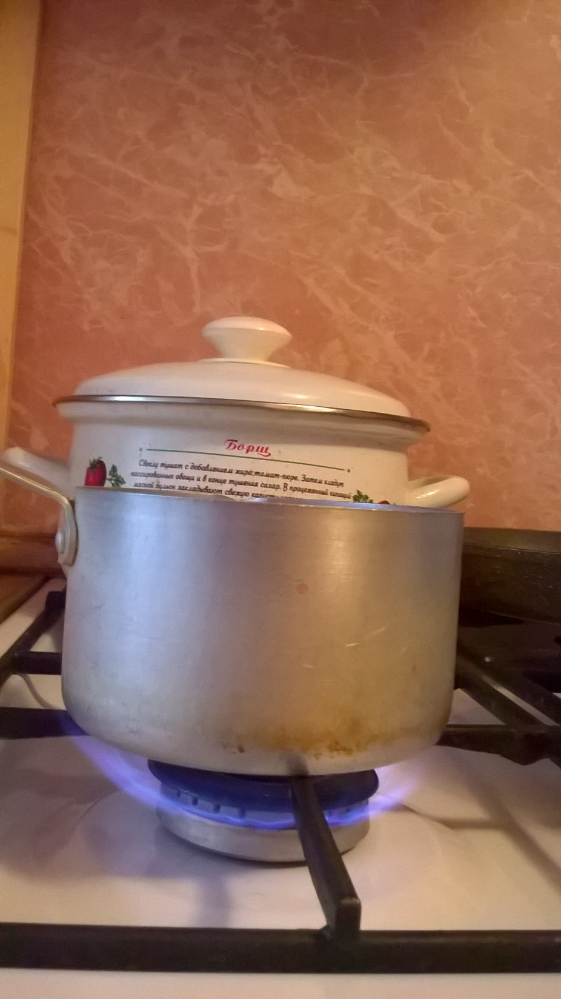 Борщ
Свеклу тушат с добавлением жира, томат-пюре. Затем кладут
пассированные овощи и в конце тушения сахар. В процеженный кипящий
мясной бульон закладывают свежую